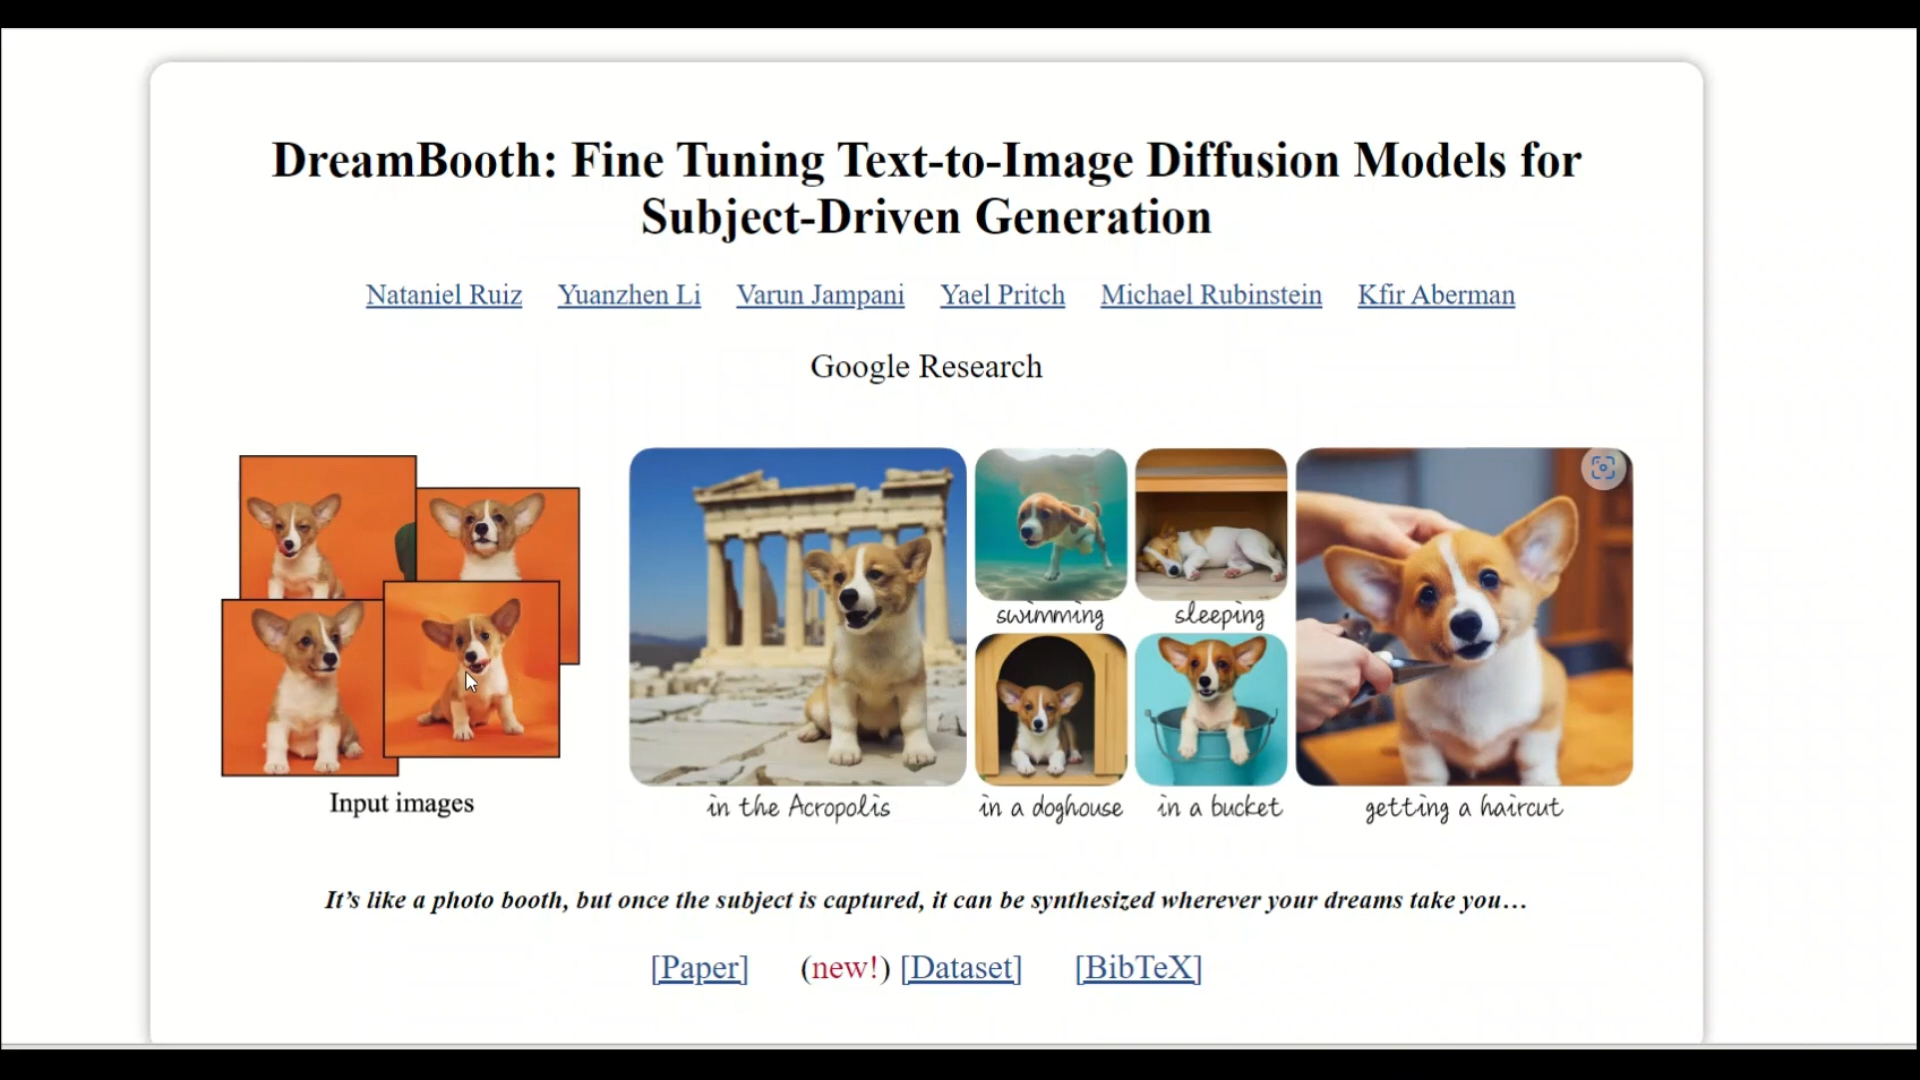 DreamBooth: Fine Tuning Text-to-Image Diffusion Models for
Subject-Driven Generation
Nataniel Ruiz Yuanzhen Li Varun Jampani Yael Pritch Michael Rubinstein Kfir Aberman
Google Research
swimming sleeping
Input images in the Acropolis in a doghouse in a bucket getting a haircut
It's like a photo booth, but once the subject is captured, it can be synthesized wherever your dreams take you…
[Paper] (new!) [Dataset] [BibTeX]